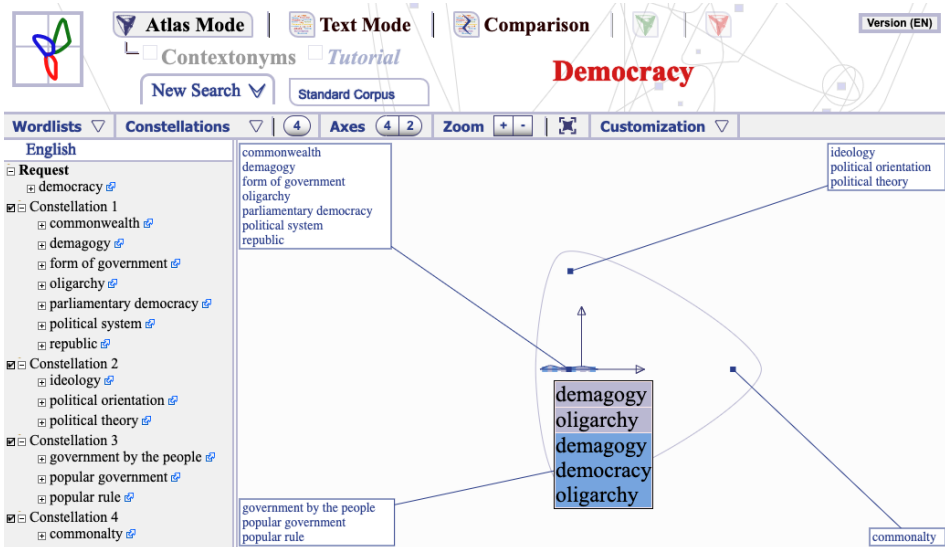 Atlas Mode
Text Mode
Comparison
Version (EN)
Contextonyms
Tutorial
Democracy
New Search
Standard Corpus
Wordlists
Constellations
4
Axes
4 2
Zoom
+ -
Customization
English
Request
democracy
Constellation 1
commonwealth
demagogy
form of government
oligarchy
parliamentary democracy
political system
republic
Constellation 2
ideology
political orientation
political theory
Constellation 3
government by the people
popular government
popular rule
Constellation 4
commonalty
commonwealth
demagogy
form of government
oligarchy
parliamentary democracy
political system
republic
ideology
political orientation
political theory
demagogy
oligarchy
demagogy
democracy
oligarchy
government by the people
popular government
popular rule
commonalty